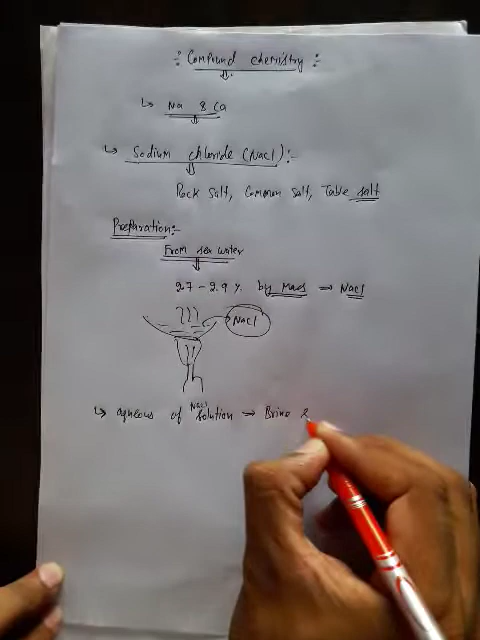 :- Compound chemistry :-
↳ Na & Ca
↳ Sodium chloride (NaCl):-
Rock Salt, Common Salt, Table salt
Prepration:-
From sea water
2.7 - 2.9 % by Mass → NaCl
NaCl
↳ aqueous of NaCl solution → Brine